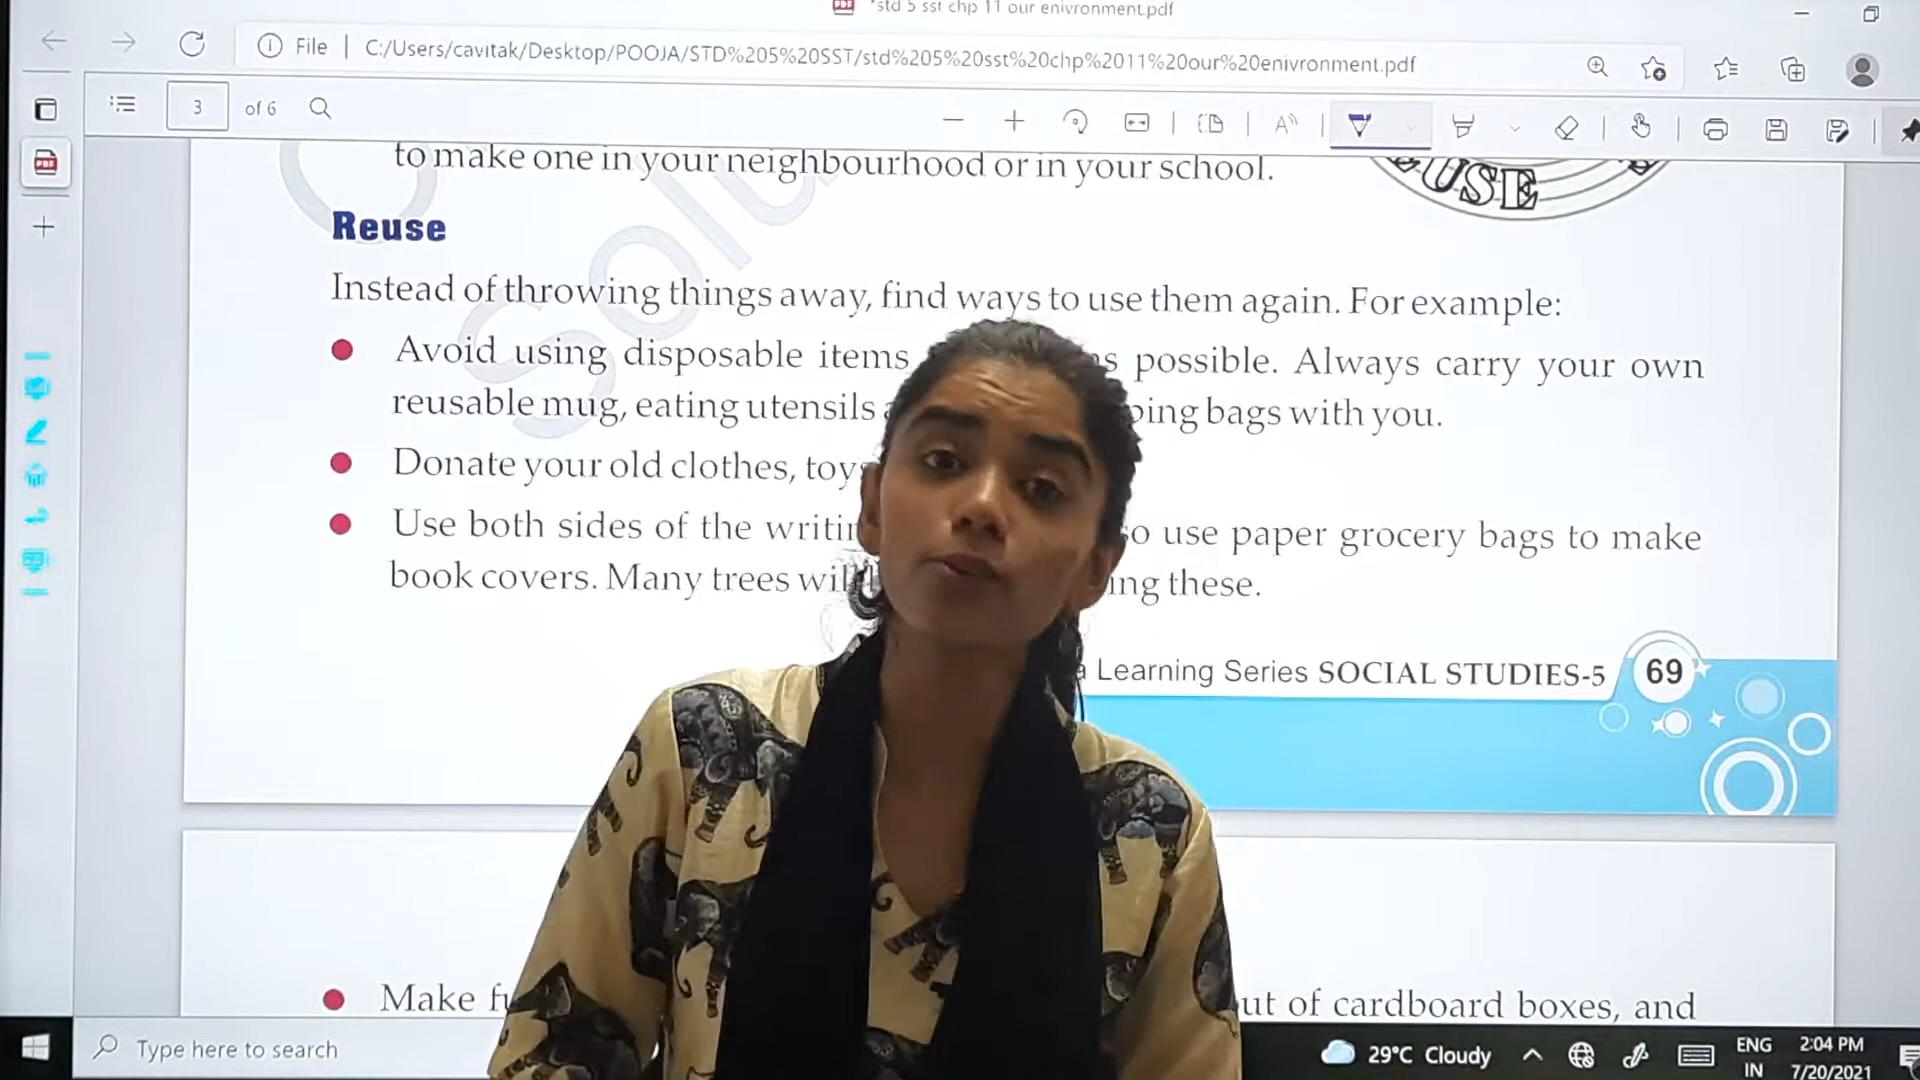 *std 5 sst chp 11 our enivronment.pdf
File | C:/Users/cavitak/Desktop/POOJA/STD%205%20SST/std%205%20sst%20chp%2011%20our%20enivronment.pdf
3 of 6
to make one in your neighbourhood or in your school.
USE
Reuse
Instead of throwing things away, find ways to use them again. For example:
Avoid using disposable items possible. Always carry your own
reusable mug, eating utensils bags with you.
Donate your old clothes,
Use both sides of the use paper grocery bags to make
book covers. Many trees these.
Learning Series SOCIAL STUDIES-5 69
Make of cardboard boxes, and
Type here to search
29°C Cloudy
ENG
IN
2:04 PM
7/20/2021